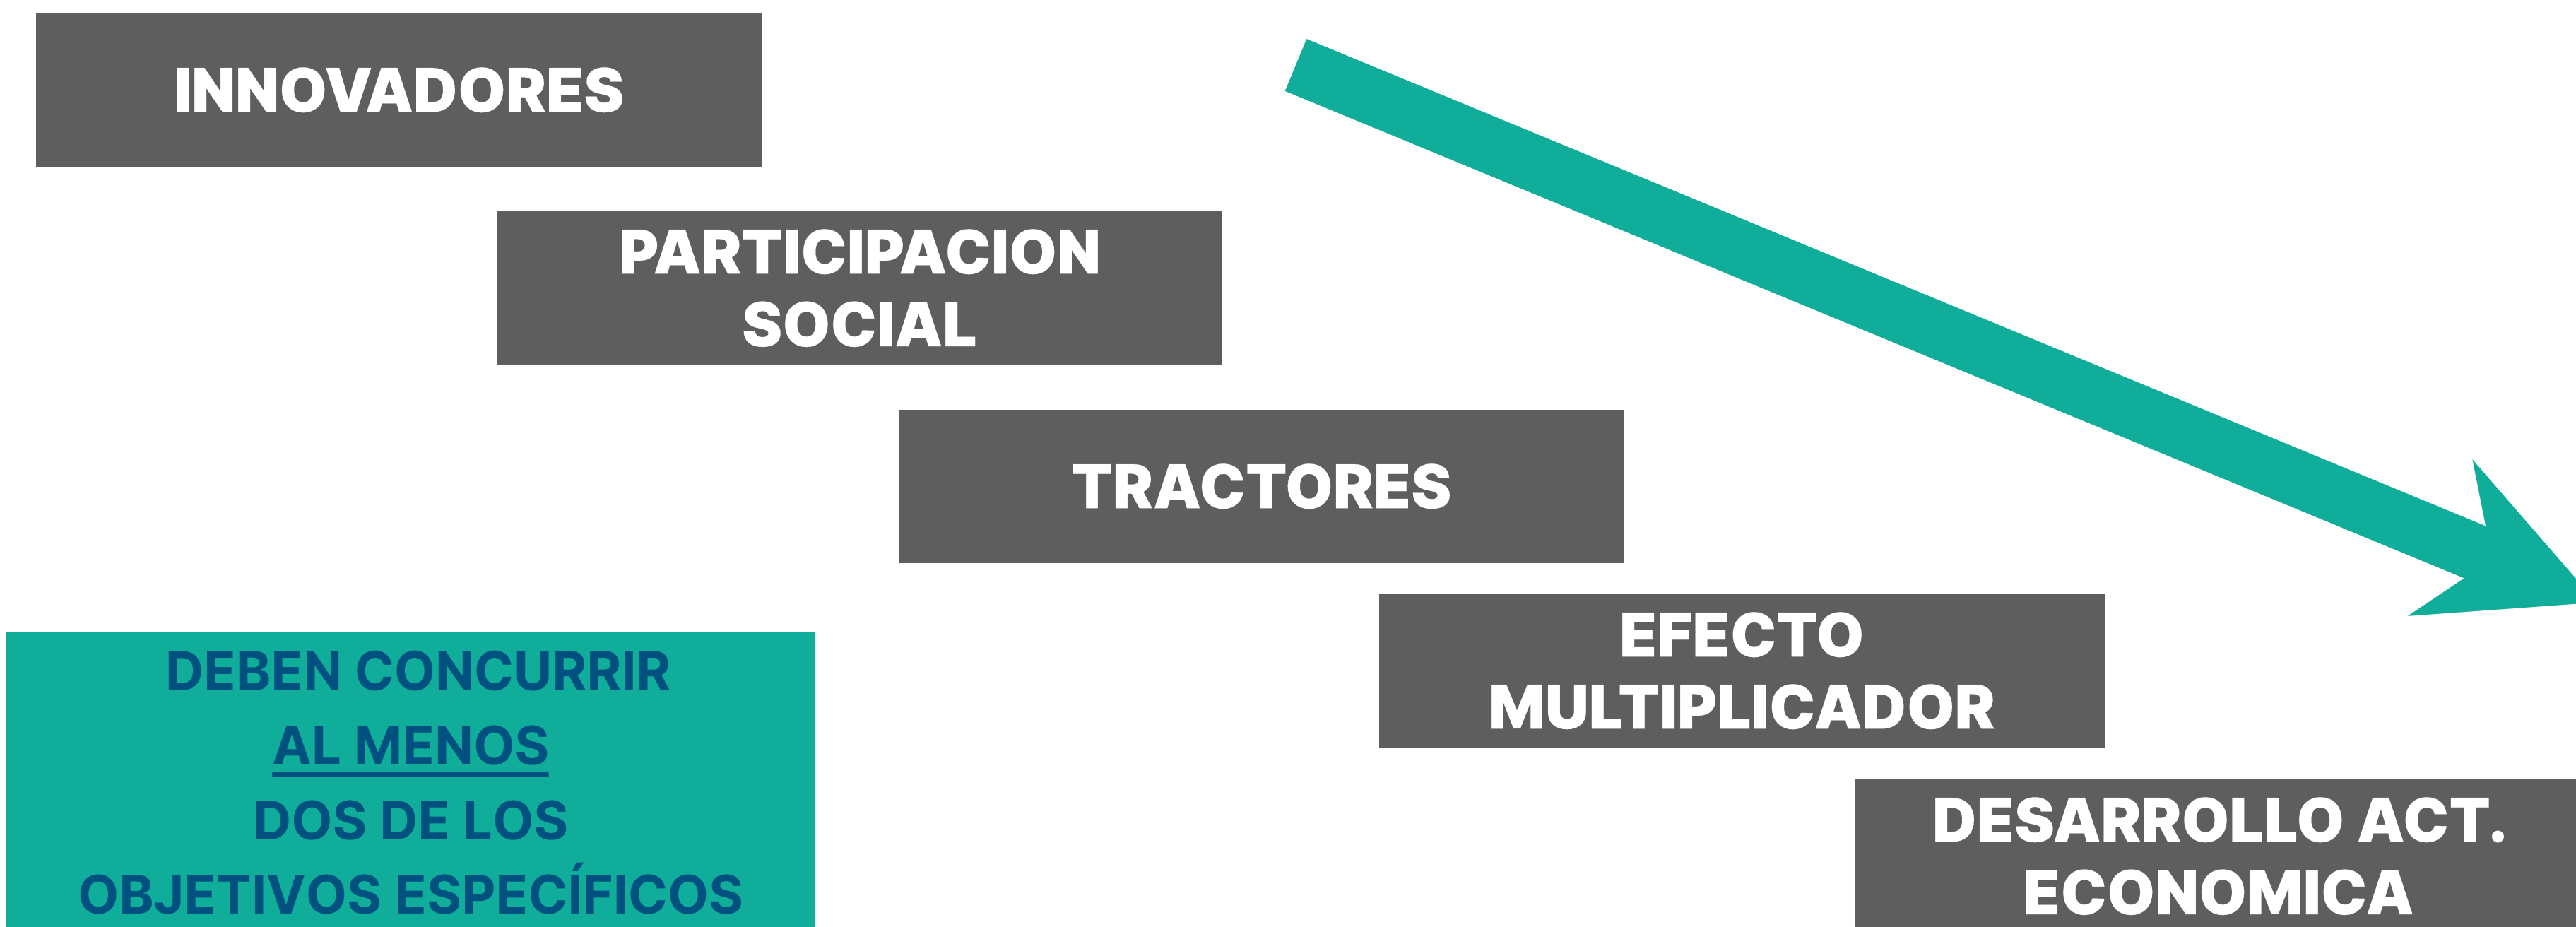 INNOVADORES
PARTICIPACION
SOCIAL
TRACTORES
EFECTO
MULTIPLICADOR
DEBEN CONCURRIR
AL MENOS
DOS DE LOS
OBJETIVOS ESPECÍFICOS
DESARROLLO ACT.
ECONOMICA